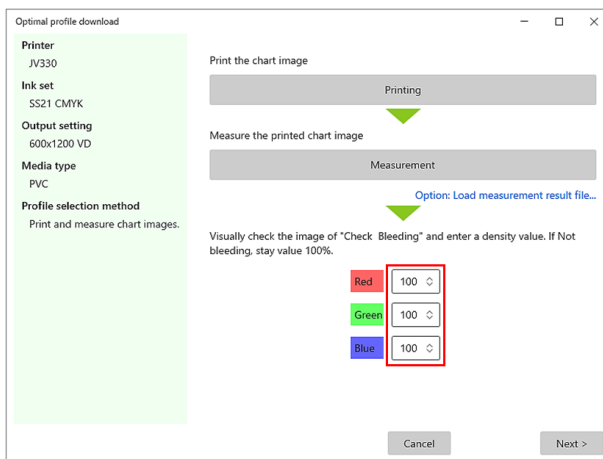 Optimal profile download
Printer
JV330
Ink set
SS21 CMYK
Output setting
600x1200 VD
Media type
PVC
Profile selection method
Print and measure chart images.
Print the chart image
Printing
Measure the printed chart image
Measurement
Option: Load measurement result file...
Visually check the image of "Check Bleeding" and enter a density value. If Not
bleeding, stay value 100%.
Red 100
Green 100
Blue 100
Cancel Next >